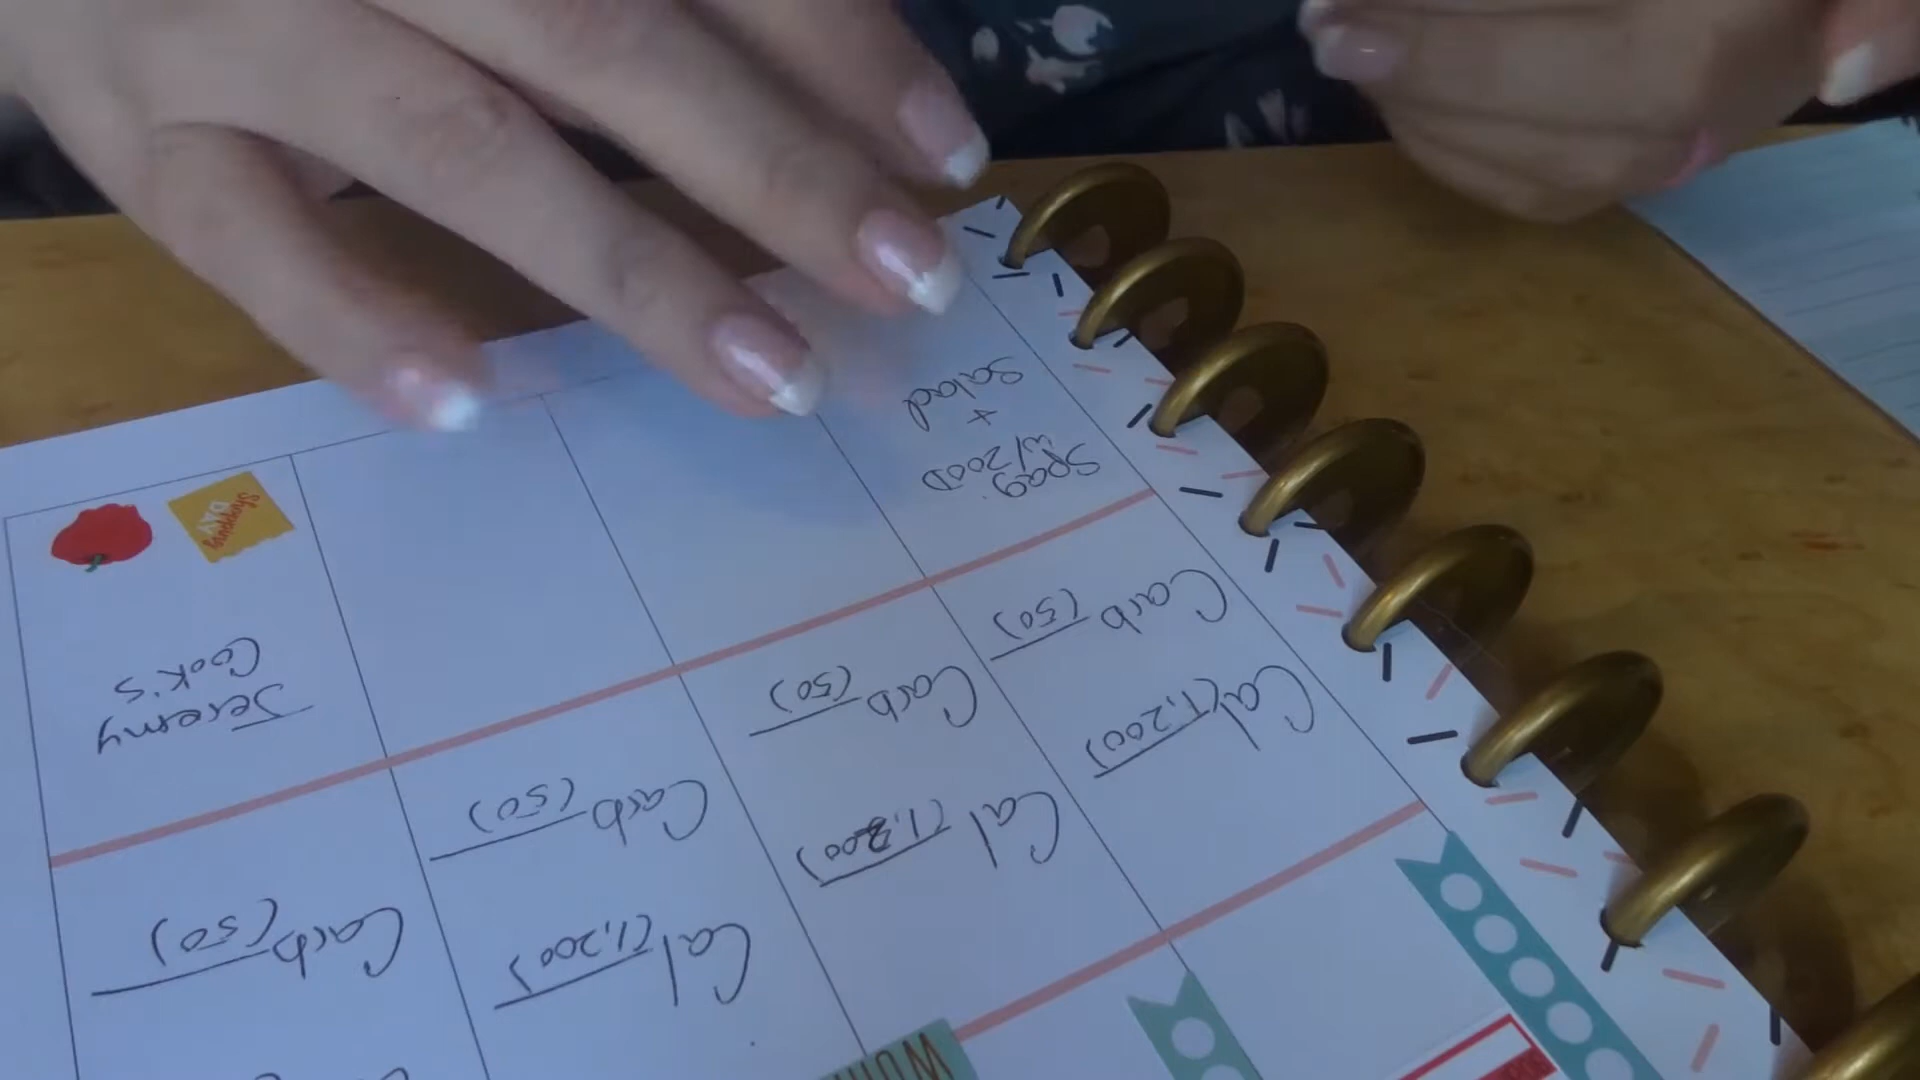 Cal (1,200)
Carb (50)
Spag
w/zood
+
Salad
Cal (1,200)
Carb (50)
Cal (1,200)
Carb (50)
Carb (50)
Jeremy
Cook's
Shopping
DAY